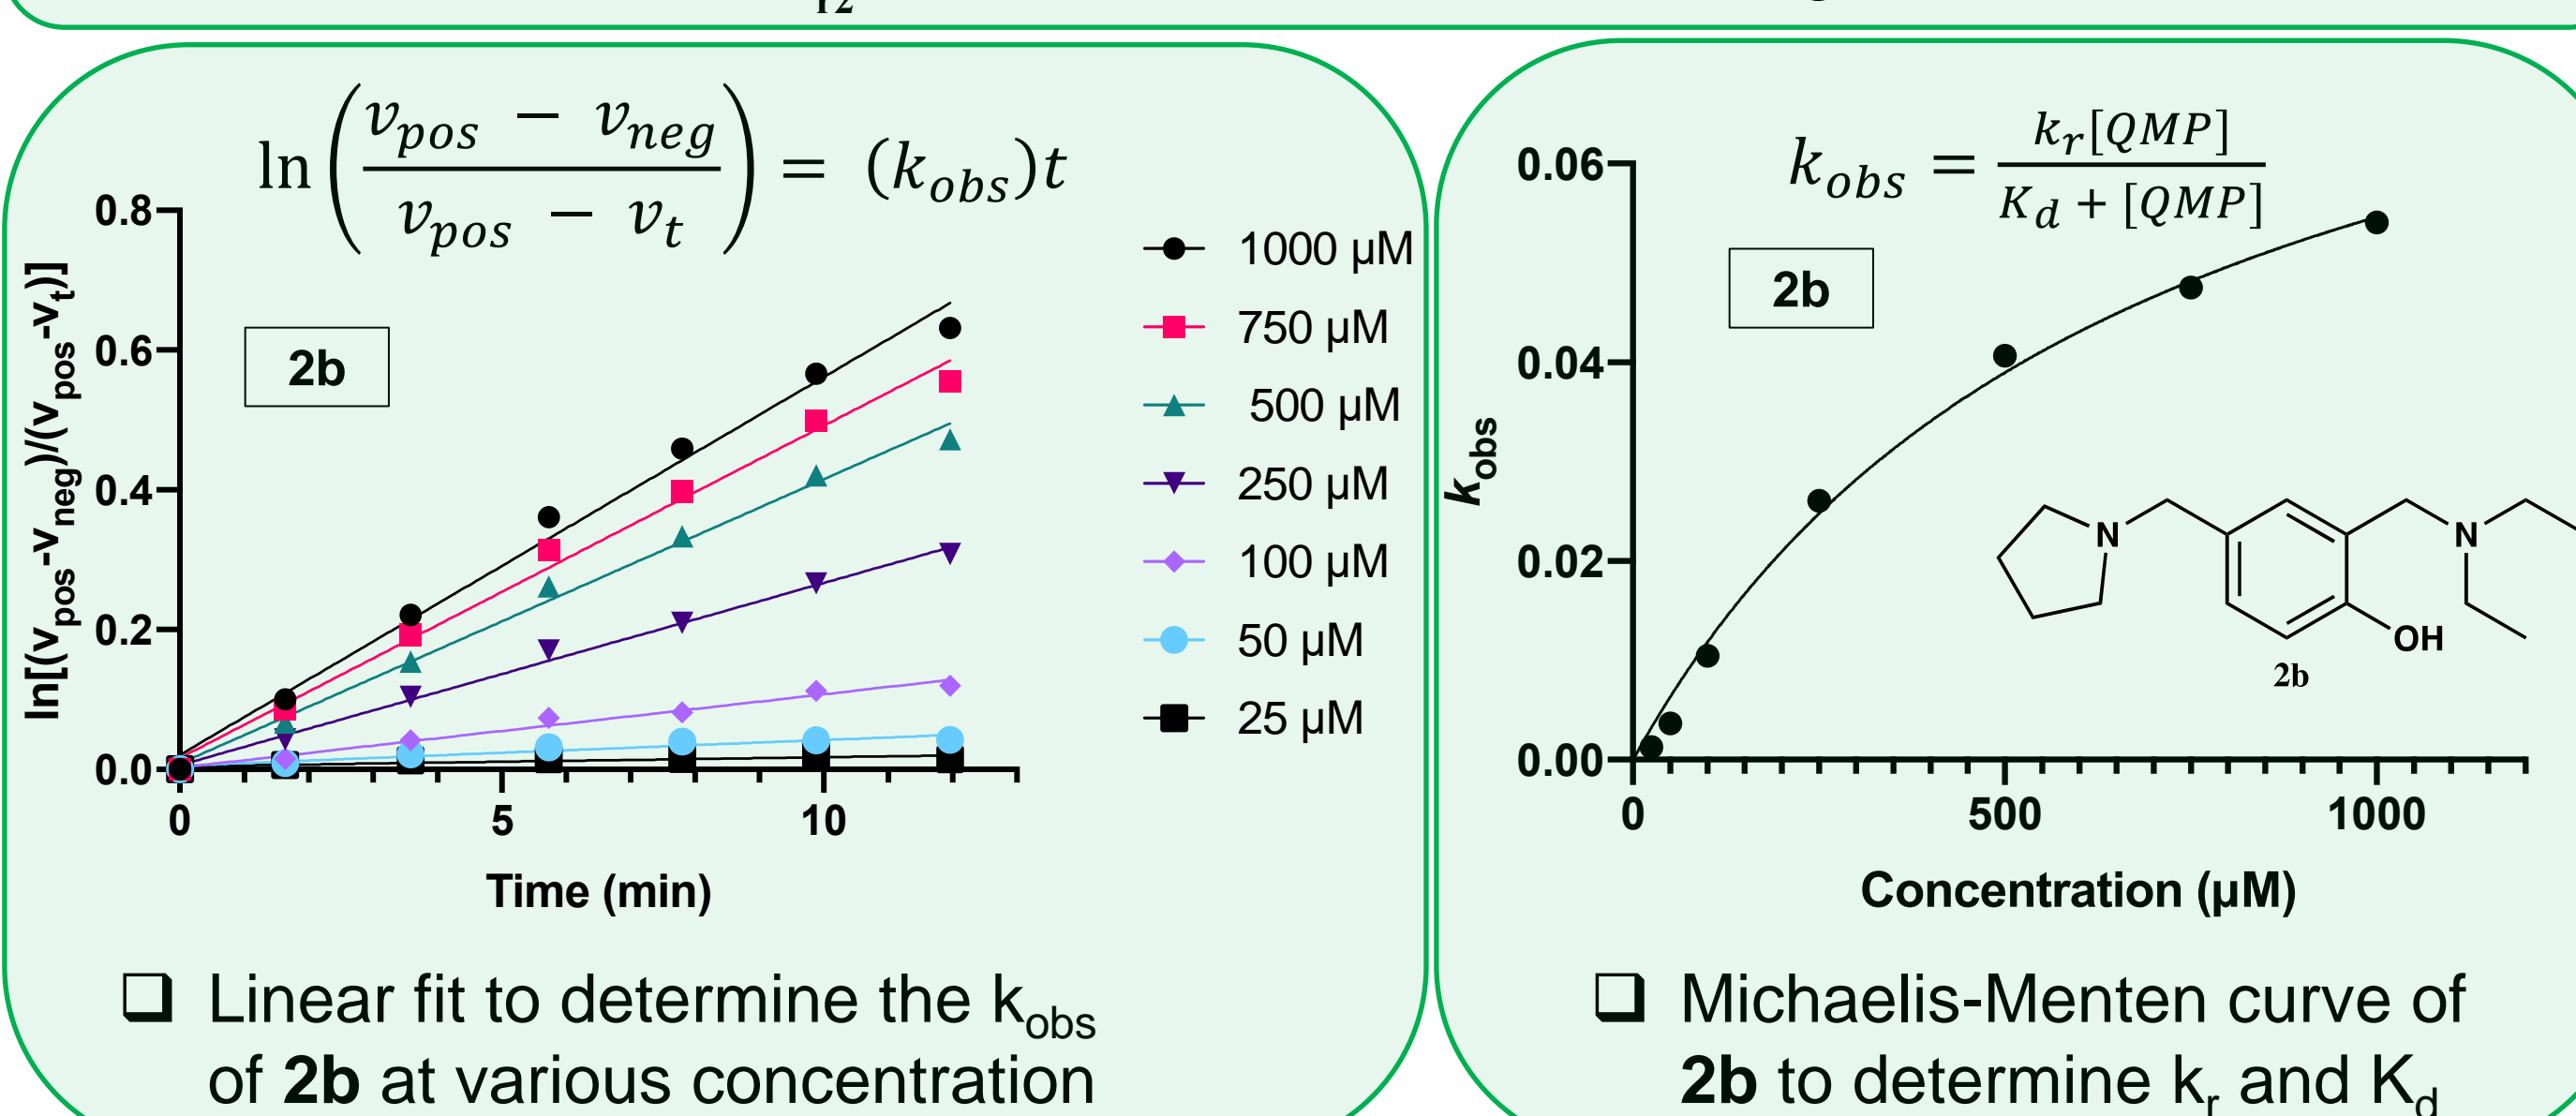 r2
ln((v_pos − v_neg)/(v_pos − v_t)) = (k_obs)t
2b
ln[(v_pos-v_neg)/(v_pos-v_t)]
0.8
0.6
0.4
0.2
0.0
0
5
10
Time (min)
1000 µM
750 µM
500 µM
250 µM
100 µM
50 µM
25 µM
❑ Linear fit to determine the k_obs
of 2b at various concentration
k_obs = k_r[QMP]/(K_d + [QMP])
2b
k_obs
0.06
0.04
0.02
0.00
0
500
1000
Concentration (µM)
N
N
OH
2b
❑ Michaelis-Menten curve of
2b to determine k_r and K_d